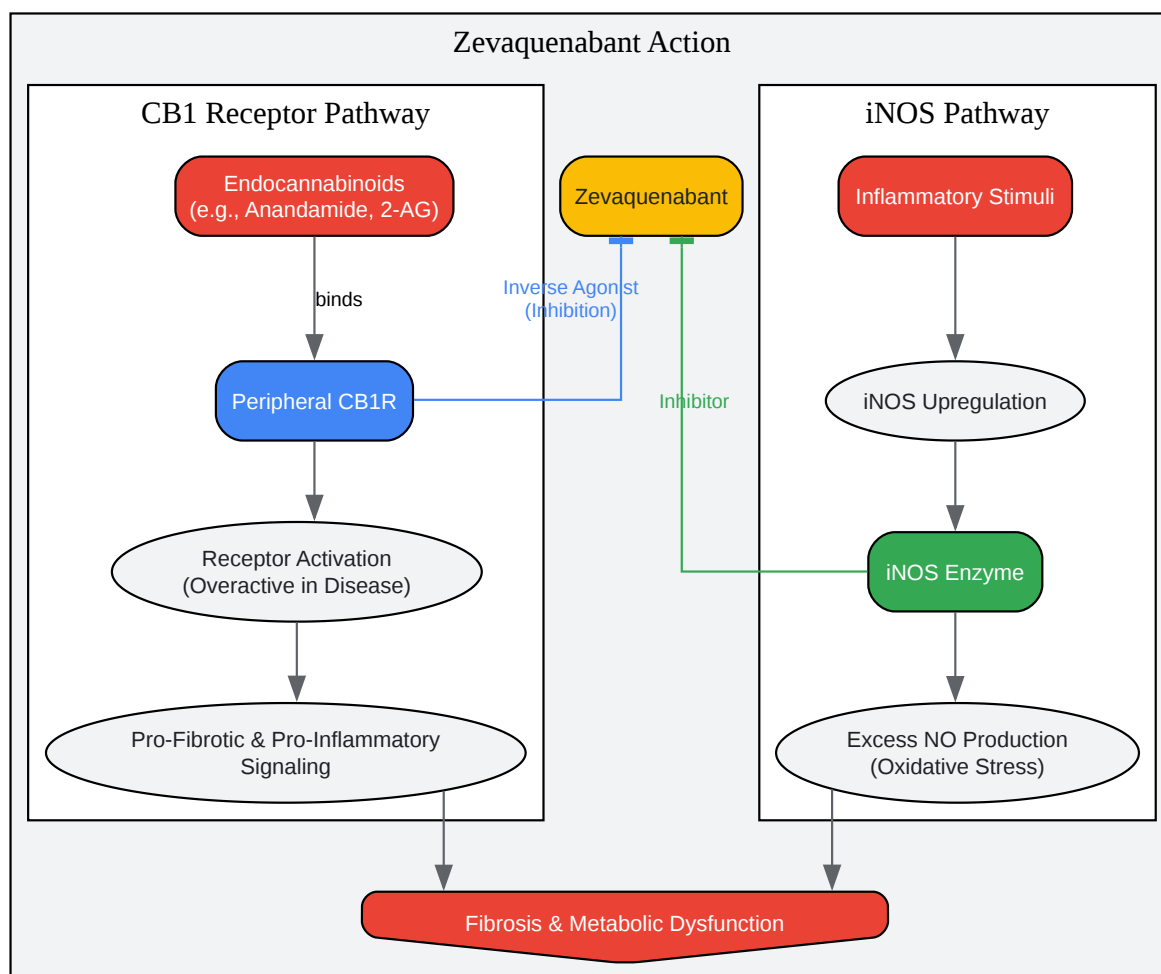 Zevaquenabant Action
CB1 Receptor Pathway
Endocannabinoids
(e.g., Anandamide, 2-AG)
binds
Peripheral CB1R
Receptor Activation
(Overactive in Disease)
Pro-Fibrotic & Pro-Inflammatory
Signaling
Zevaquenabant
Inverse Agonist
(Inhibition)
Inhibitor
iNOS Pathway
Inflammatory Stimuli
iNOS Upregulation
iNOS Enzyme
Excess NO Production
(Oxidative Stress)
Fibrosis & Metabolic Dysfunction